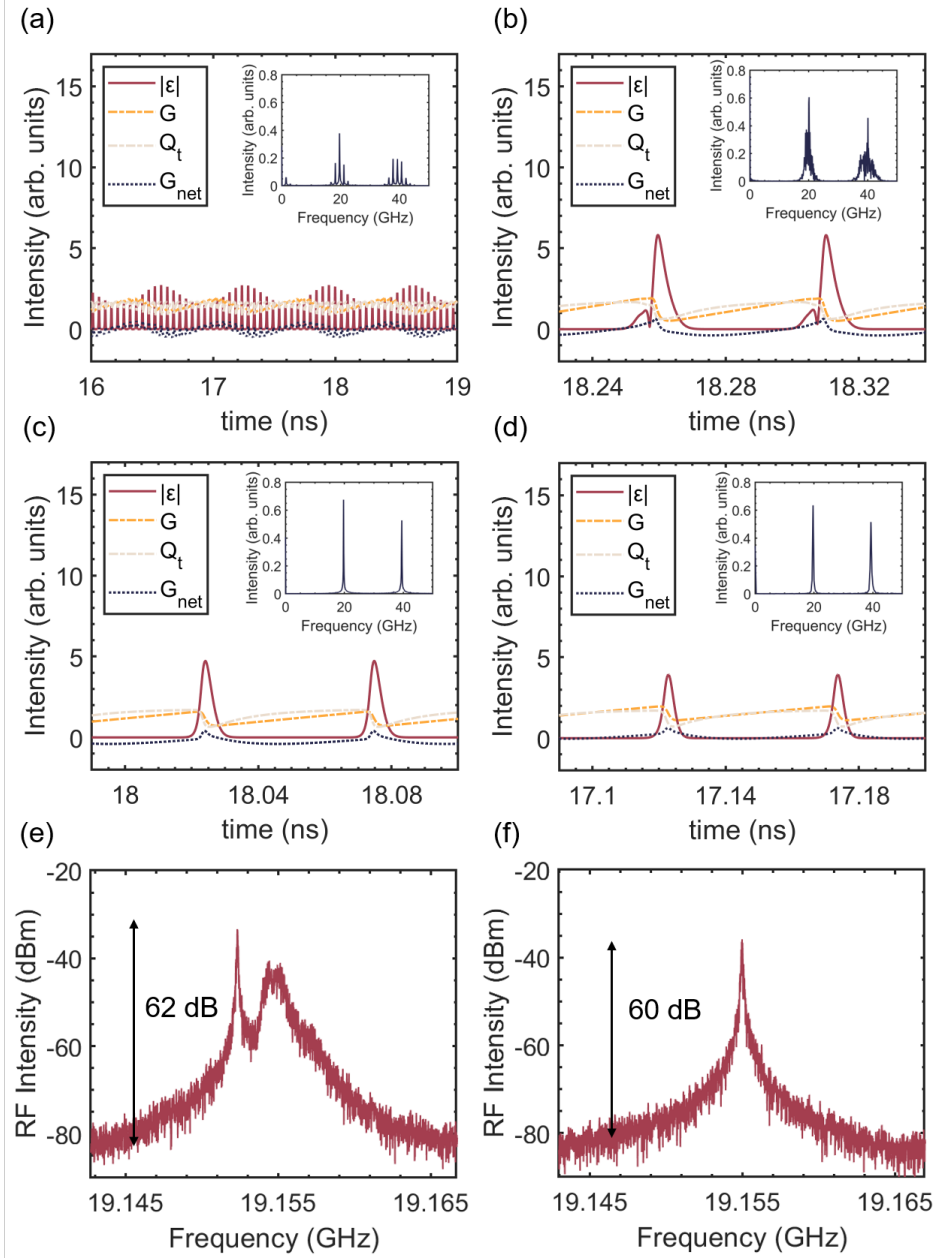 (a)
Intensity (arb. units)
15
10
5
0
|ε|
G
Qt
Gnet
Intensity (arb. units)
0.8
0.6
0.4
0.2
0
0 20 40
Frequency (GHz)
16 17 18 19
time (ns)
(b)
Intensity (arb. units)
15
10
5
0
|ε|
G
Qt
Gnet
Intensity (arb. units)
0.8
0.6
0.4
0.2
0
0 20 40
Frequency (GHz)
18.24 18.28 18.32
time (ns)
(c)
Intensity (arb. units)
15
10
5
0
|ε|
G
Qt
Gnet
Intensity (arb. units)
0.8
0.6
0.4
0.2
0
0 20 40
Frequency (GHz)
18 18.04 18.08
time (ns)
(d)
Intensity (arb. units)
15
10
5
0
|ε|
G
Qt
Gnet
Intensity (arb. units)
0.8
0.6
0.4
0.2
0
0 20 40
Frequency (GHz)
17.1 17.14 17.18
time (ns)
(e)
RF Intensity (dBm)
-20
-40
-60
-80
62 dB
19.145 19.155 19.165
Frequency (GHz)
(f)
RF Intensity (dBm)
-20
-40
-60
-80
60 dB
19.145 19.155 19.165
Frequency (GHz)